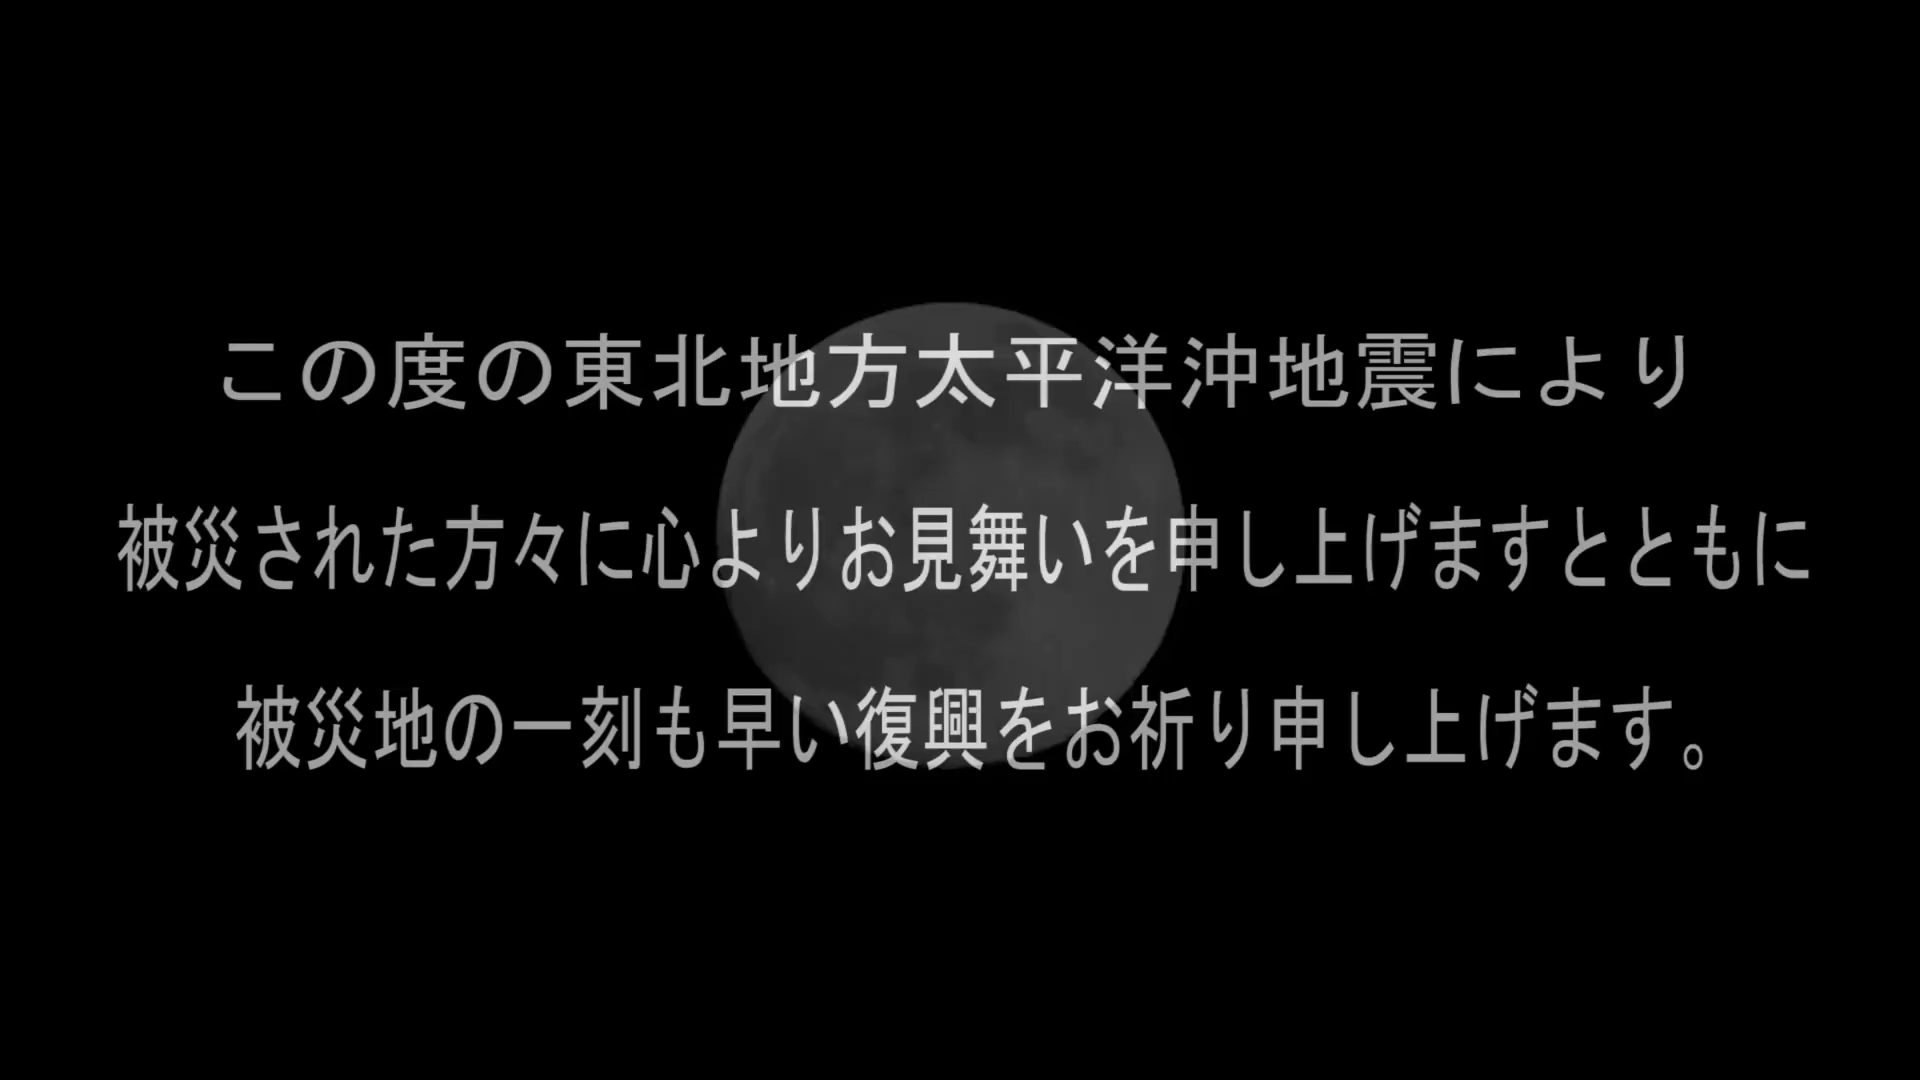 この度の東北地方太平洋沖地震により
被災された方々に心よりお見舞いを申し上げますとともに
被災地の一刻も早い復興をお祈り申し上げます。